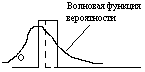 Волновая функция
вероятности